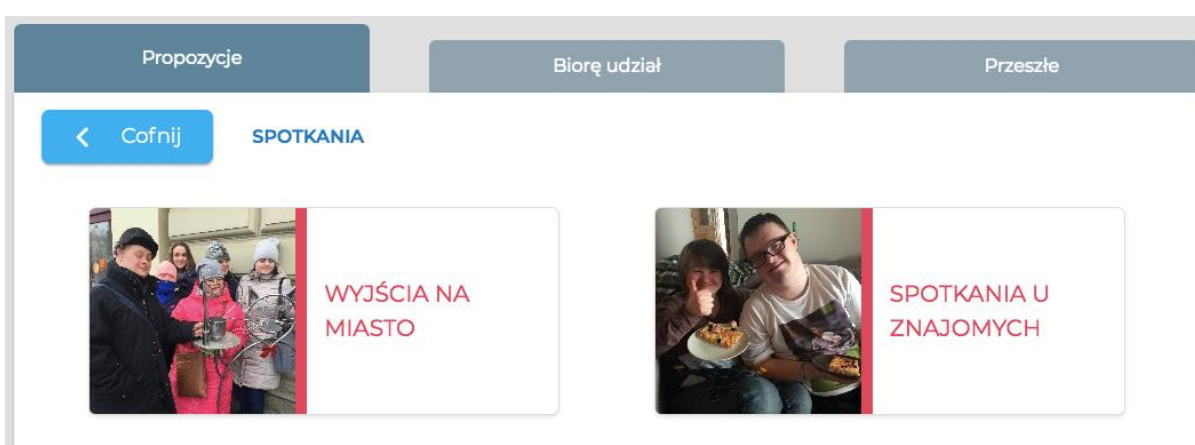 Propozycje
Biorę udział
Przeszłe
Cofnij
SPOTKANIA
WYJŚCIA NA
MIASTO
SPOTKANIA U
ZNAJOMYCH